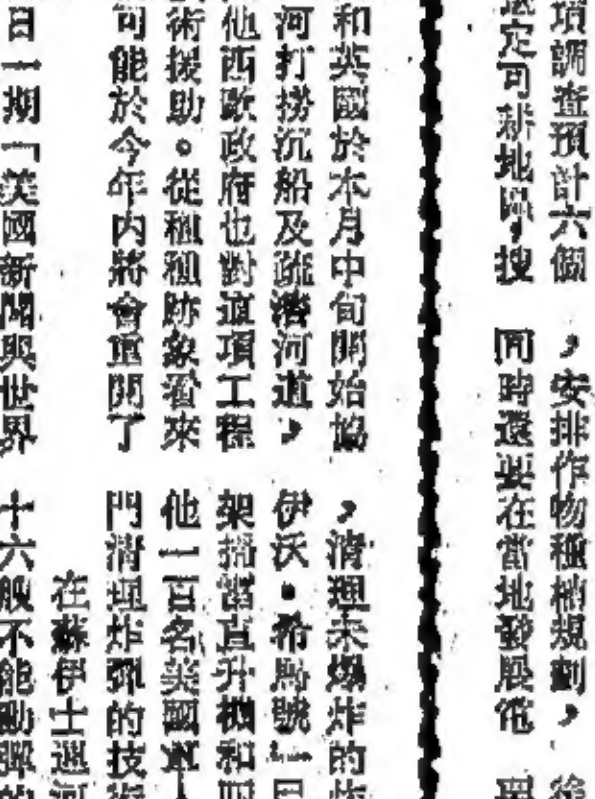 項調查預計六個
，安排作物種植規劃，
選定可耕地區，搜
同時還要在當地發展
和英國於本月中旬開始協
河打撈沉船及疏濬河道，
他西歐政府也對這項工程
術援助。從種種跡象看來
可能於今年內將會重開了
日一期「美國新聞與世界
，清理未爆炸的炸
伊沃·希馬號」
架 直升機和
他一百名美國軍人
門清理炸彈的技術
在蘇伊士運河
十六艘不能動彈的